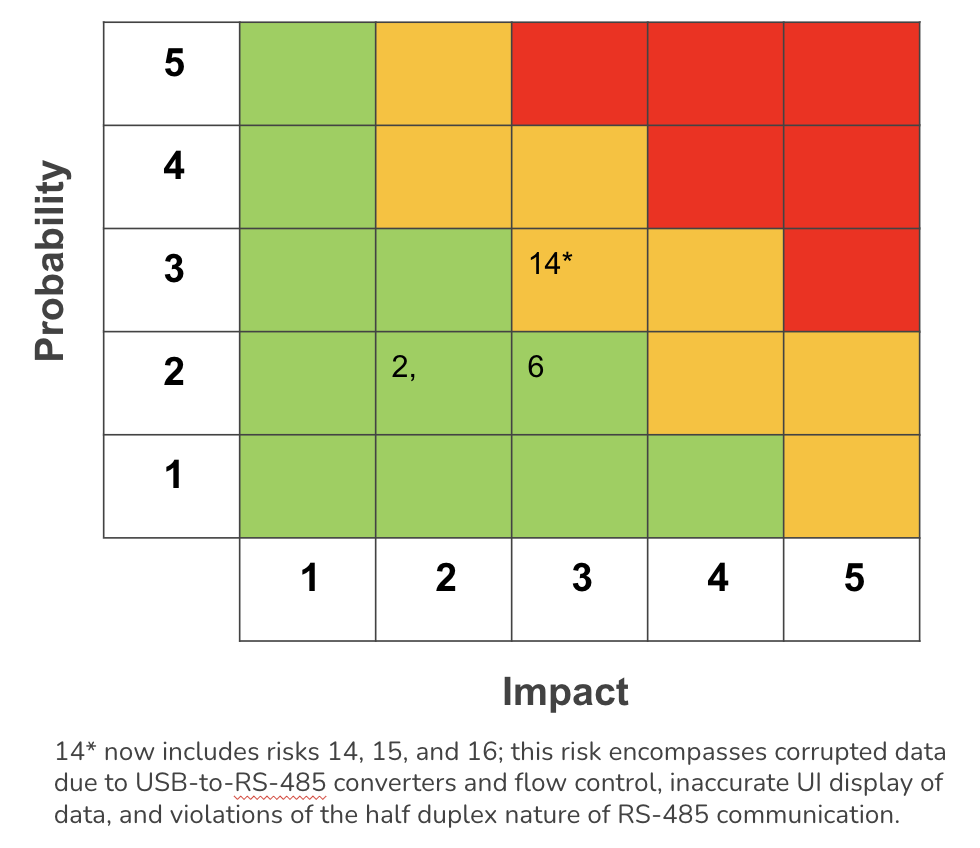 Probability
5
4
3
14*
2
2,
6
1
1
2
3
4
5
Impact
14* now includes risks 14, 15, and 16; this risk encompasses corrupted data
due to USB-to-RS-485 converters and flow control, inaccurate UI display of
data, and violations of the half duplex nature of RS-485 communication.